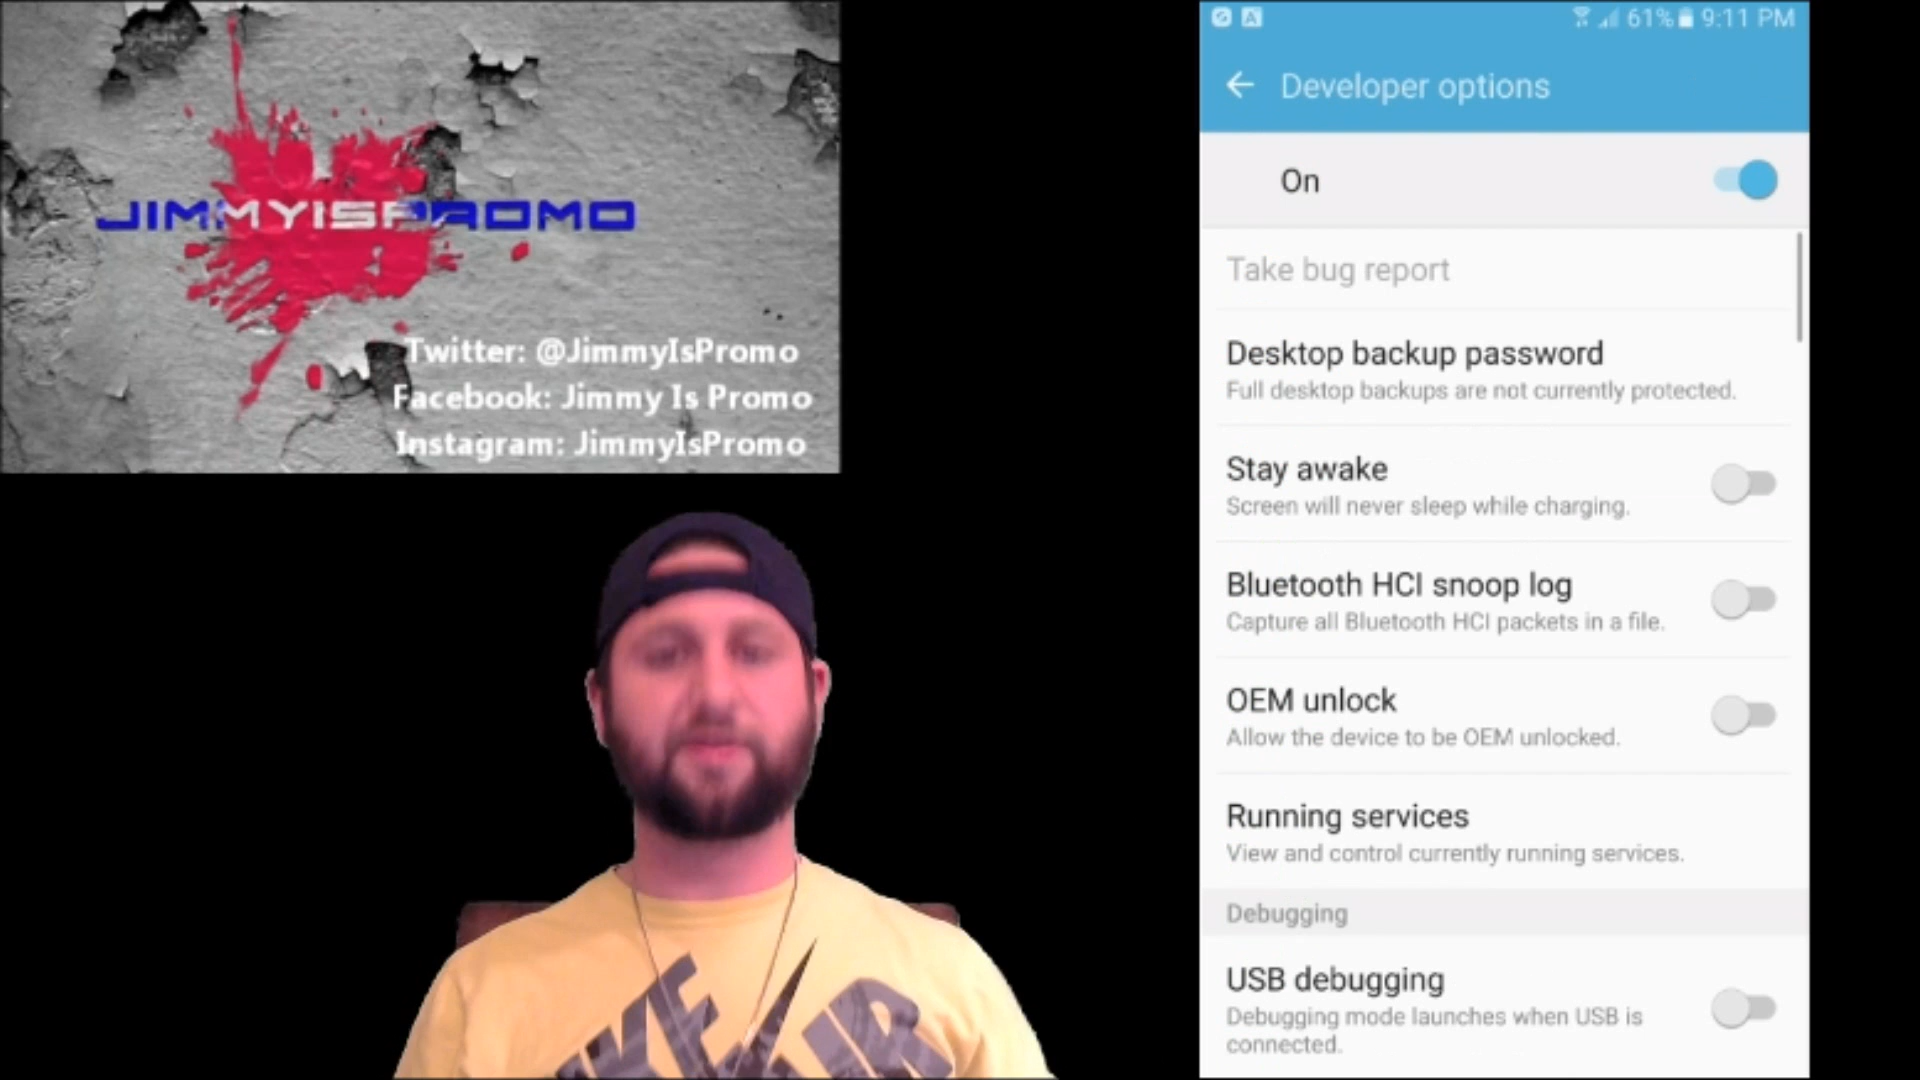 JIMMYISPROMO
Twitter: @JimmyIsPromo
Facebook: Jimmy Is Promo
Instagram: JimmyIsPromo
61% 9:11 PM
Developer options
On
Take bug report
Desktop backup password
Full desktop backups are not currently protected.
Stay awake
Screen will never sleep while charging.
Bluetooth HCI snoop log
Capture all Bluetooth HCI packets in a file.
OEM unlock
Allow the device to be OEM unlocked.
Running services
View and control currently running services.
Debugging
USB debugging
Debugging mode launches when USB is
connected.